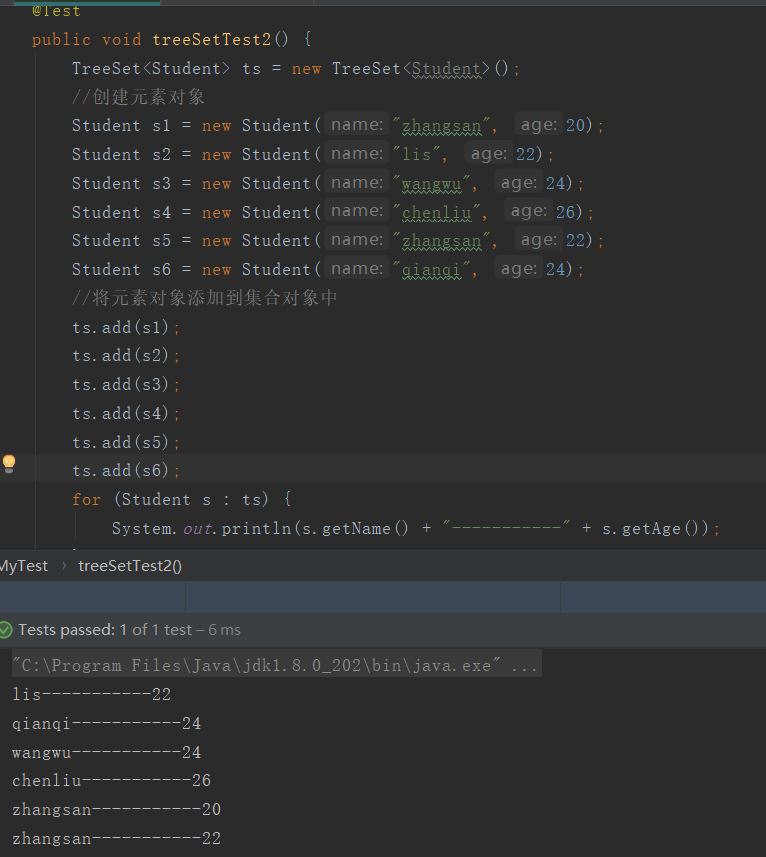 @Test
public void treeSetTest2() {
TreeSet<Student> ts = new TreeSet<Student>();
//创建元素对象
Student s1 = new Student( name: "zhangsan", age: 20);
Student s2 = new Student( name: "lis", age: 22);
Student s3 = new Student( name: "wangwu", age: 24);
Student s4 = new Student( name: "chenliu", age: 26);
Student s5 = new Student( name: "zhangsan", age: 22);
Student s6 = new Student( name: "qianqi", age: 24);
//将元素对象添加到集合对象中
ts.add(s1);
ts.add(s2);
ts.add(s3);
ts.add(s4);
ts.add(s5);
ts.add(s6);
for (Student s : ts) {
System.out.println(s.getName() + "-----------" + s.getAge());
MyTest › treeSetTest2()
Tests passed: 1 of 1 test – 6 ms
"C:\Program Files\Java\jdk1.8.0_202\bin\java.exe" ...
lis-----------22
qianqi-----------24
wangwu-----------24
chenliu-----------26
zhangsan-----------20
zhangsan-----------22